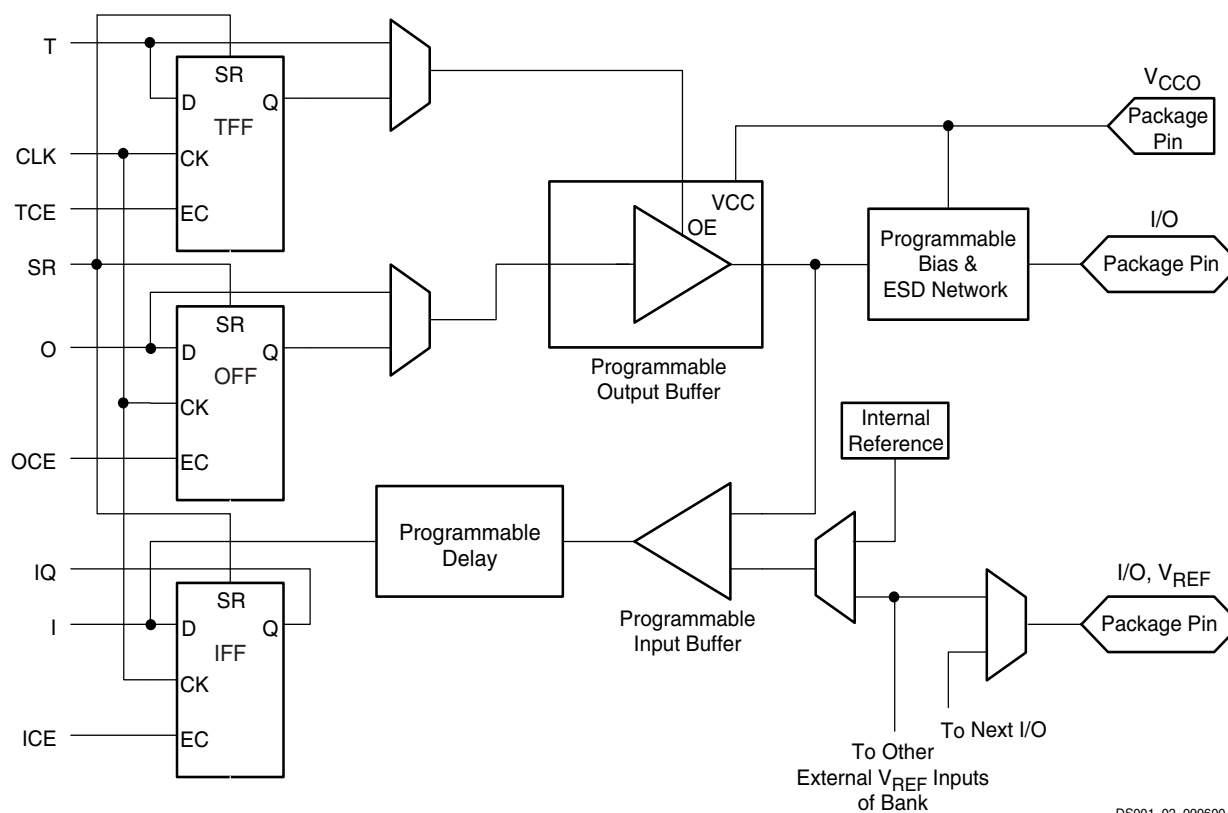 T
SR
D
Q
TFF
CLK
CK
TCE
EC
SR
VCCO
Package
Pin
VCC
OE
Programmable
Output Buffer
Programmable
Bias &
ESD Network
I/O
Package Pin
SR
O
D
Q
OFF
CK
OCE
EC
Internal
Reference
Programmable
Delay
Programmable
Input Buffer
IQ
SR
I
D
Q
IFF
CK
ICE
EC
I/O, VREF
Package Pin
To Next I/O
To Other
External VREF Inputs
of Bank